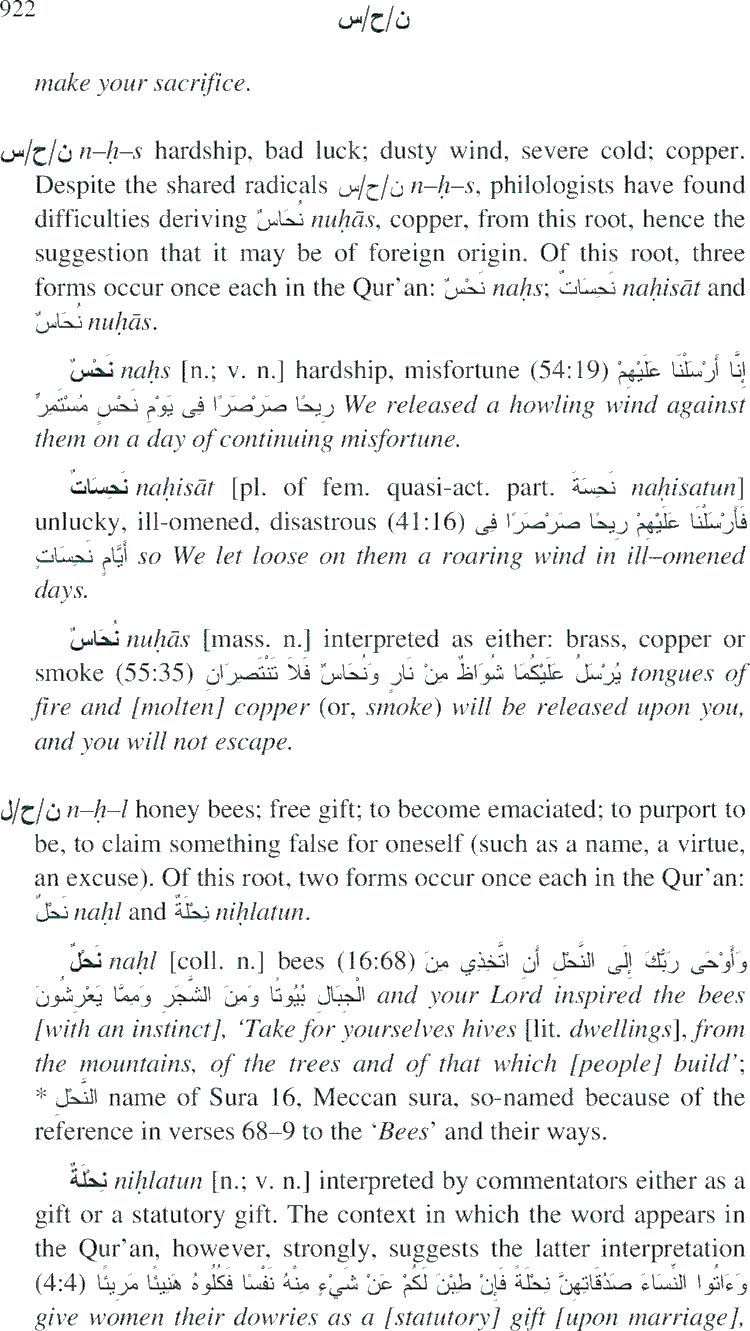 922
ن/ح/س
make your sacrifice.
ن/ح/س n–ḥ–s hardship, bad luck; dusty wind, severe cold; copper.
Despite the shared radicals ن/ح/س n–ḥ–s, philologists have found
difficulties deriving نُحَاسٌ nuḥās, copper, from this root, hence the
suggestion that it may be of foreign origin. Of this root, three
forms occur once each in the Qur’an: نَحْسٌ naḥs; نَحِسَاتٌ naḥisāt and
نُحَاسٌ nuḥās.
نَحْسٌ naḥs [n.; v. n.] hardship, misfortune (54:19) إِنَّا أَرْسَلْنَا عَلَيْهِمْ
رِيحًا صَرْصَرًا فِى يَوْمِ نَحْسٍ مُسْتَمِرٍّ We released a howling wind against
them on a day of continuing misfortune.
نَحِسَاتٌ naḥisāt [pl. of fem. quasi-act. part. نَحِسَة naḥisatun]
unlucky, ill-omened, disastrous (41:16) فَأَرْسَلْنَا عَلَيْهِمْ رِيحًا صَرْصَرًا فِى
أَيَّامٍ نَحِسَاتٍ so We let loose on them a roaring wind in ill–omened
days.
نُحَاسٌ nuḥās [mass. n.] interpreted as either: brass, copper or
smoke (55:35) يُرْسَلُ عَلَيْكُمَا شُوَاظٌ مِنْ نَارٍ وَنُحَاسٌ فَلاَ تَنْتَصِرَانِ tongues of
fire and [molten] copper (or, smoke) will be released upon you,
and you will not escape.
ن/ح/ل n–ḥ–l honey bees; free gift; to become emaciated; to purport to
be, to claim something false for oneself (such as a name, a virtue,
an excuse). Of this root, two forms occur once each in the Qur’an:
نَحْلٌ naḥl and نِحْلَةٌ niḥlatun.
نَحْلٌ naḥl [coll. n.] bees (16:68) وَأَوْحَى رَبُّكَ إِلَى النَّحْلِ أَنِ اتَّخِذِي مِنَ
الْجِبَالِ بُيُوتًا وَمِنَ الشَّجَرِ وَمِمَّا يَعْرِشُونَ and your Lord inspired the bees
[with an instinct], ‘Take for yourselves hives [lit. dwellings], from
the mountains, of the trees and of that which [people] build’;
* النَّحْل name of Sura 16, Meccan sura, so-named because of the
reference in verses 68–9 to the ‘Bees’ and their ways.
نِحْلَةٌ niḥlatun [n.; v. n.] interpreted by commentators either as a
gift or a statutory gift. The context in which the word appears in
the Qur’an, however, strongly, suggests the latter interpretation
(4:4) وَءَاتُوا النِّسَاءَ صَدُقَاتِهِنَّ نِحْلَةً فَإِنْ طِبْنَ لَكُمْ عَنْ شَيْءٍ مِنْهُ نَفْسًا فَكُلُوهُ هَنِيئًا مَرِيئًا
give women their dowries as a [statutory] gift [upon marriage],